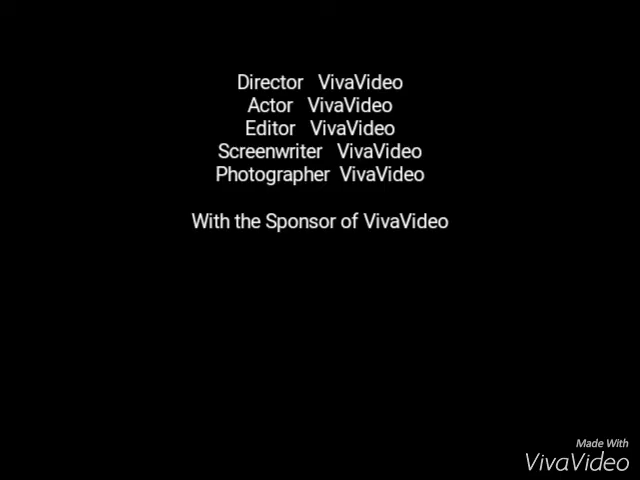 Director VivaVideo
Actor VivaVideo
Editor VivaVideo
Screenwriter VivaVideo
Photographer VivaVideo
With the Sponsor of VivaVideo
Made With
VivaVideo